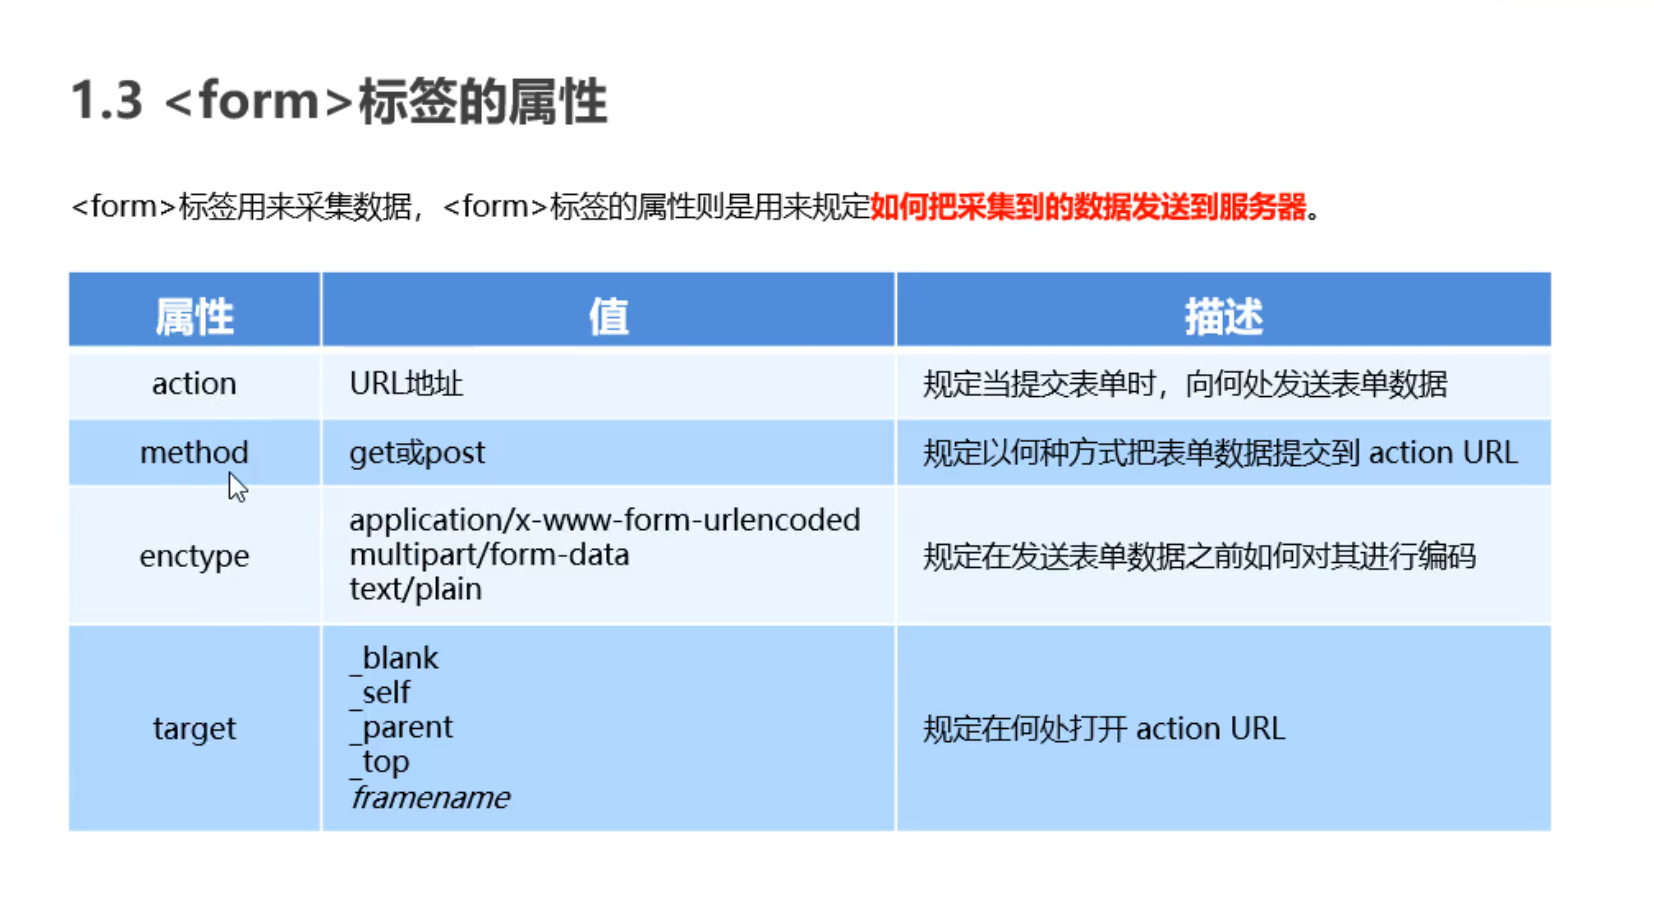 1.3 <form>标签的属性
<form>标签用来采集数据，<form>标签的属性则是用来规定如何把采集到的数据发送到服务器。
属性 值 描述
action URL地址 规定当提交表单时，向何处发送表单数据
method get或post 规定以何种方式把表单数据提交到 action URL
enctype
application/x-www-form-urlencoded
multipart/form-data
text/plain
规定在发送表单数据之前如何对其进行编码
target
_blank
_self
_parent
_top
framename
规定在何处打开 action URL